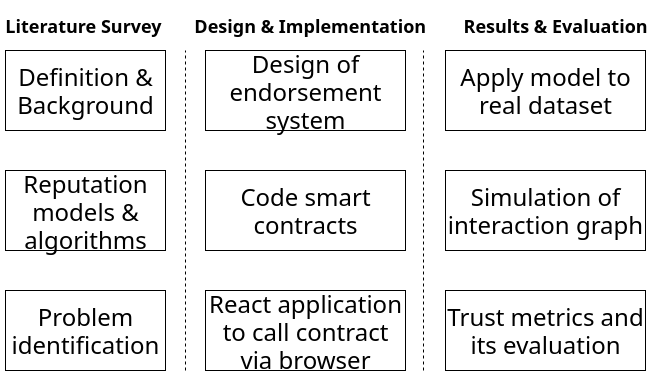 Literature Survey
Design & Implementation
Results & Evaluation
Definition &
Background
Design of
endorsement
system
Apply model to
real dataset
Reputation
models &
algorithms
Code smart
contracts
Simulation of
interaction graph
Problem
identification
React application
to call contract
via browser
Trust metrics and
its evaluation